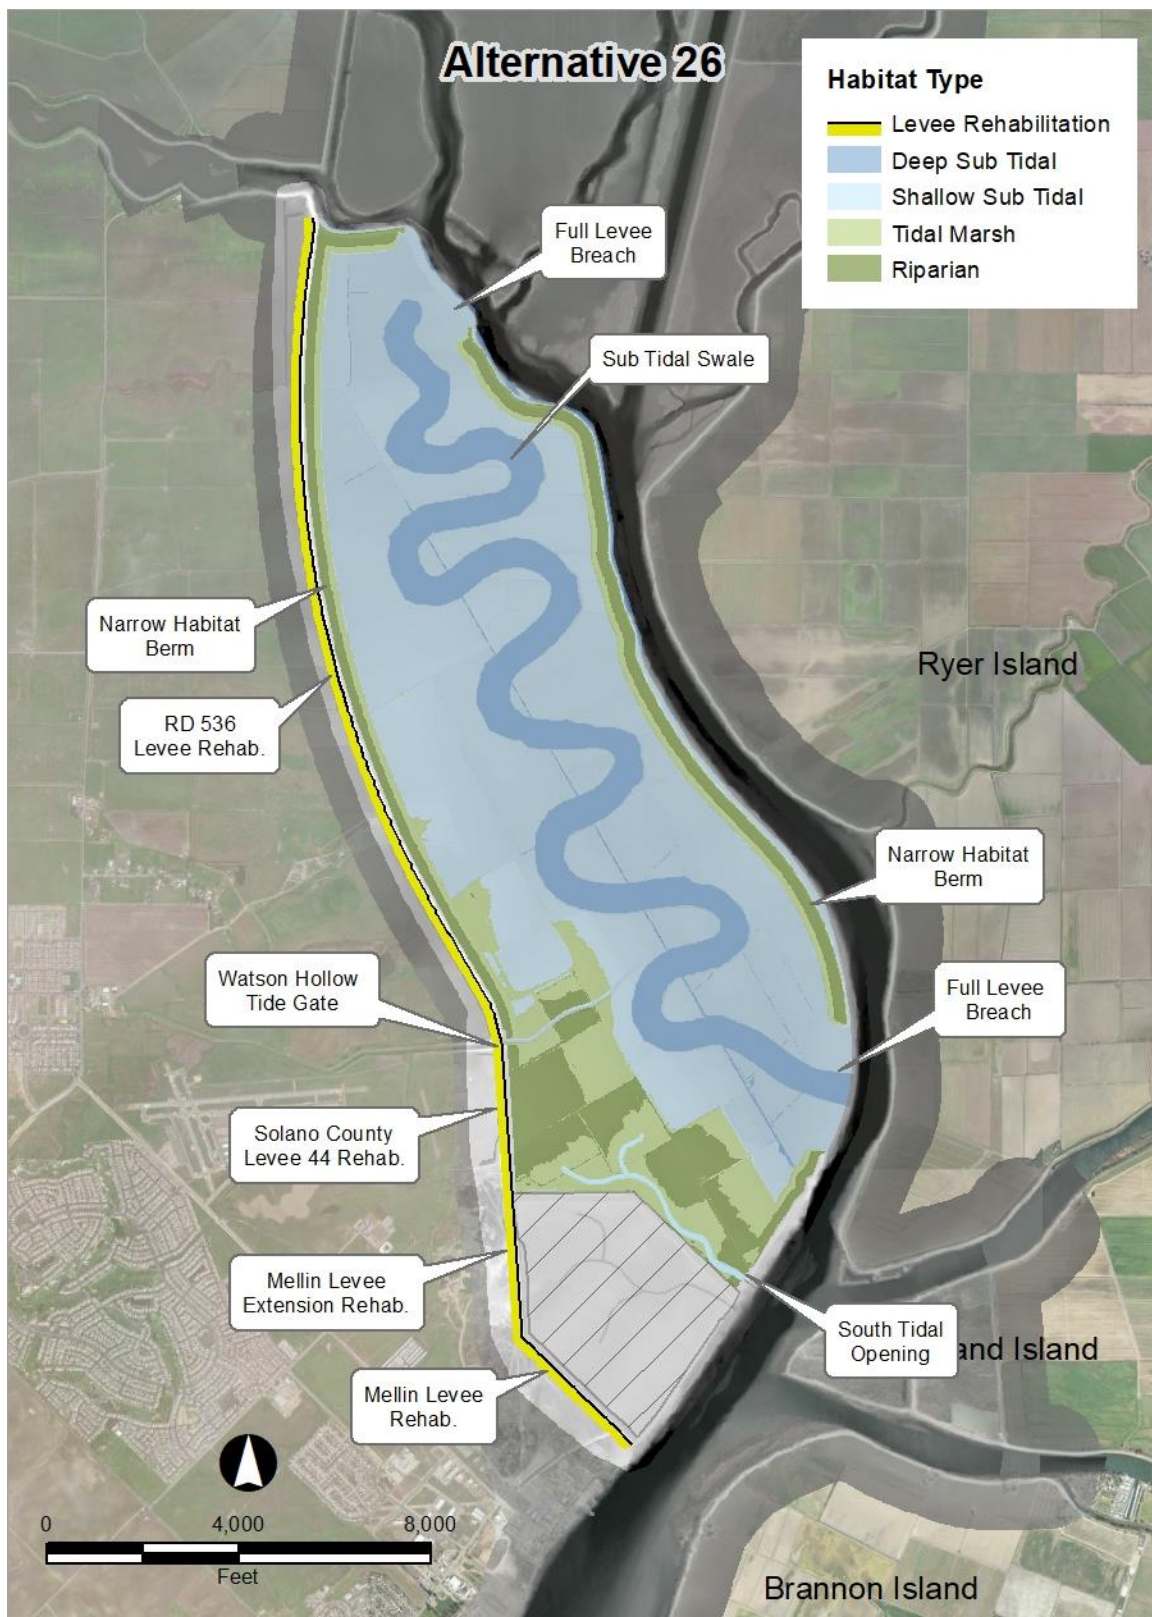 Alternative 26
Habitat Type
Levee Rehabilitation
Deep Sub Tidal
Shallow Sub Tidal
Tidal Marsh
Riparian
Full Levee
Breach
Sub Tidal Swale
Narrow Habitat
Berm
Ryer Island
RD 536
Levee Rehab.
Narrow Habitat
Berm
Watson Hollow
Tide Gate
Full Levee
Breach
Solano County
Levee 44 Rehab.
Mellin Levee
Extension Rehab.
South Tidal
Opening
and Island
Mellin Levee
Rehab.
0 4,000 8,000
Feet
Brannon Island